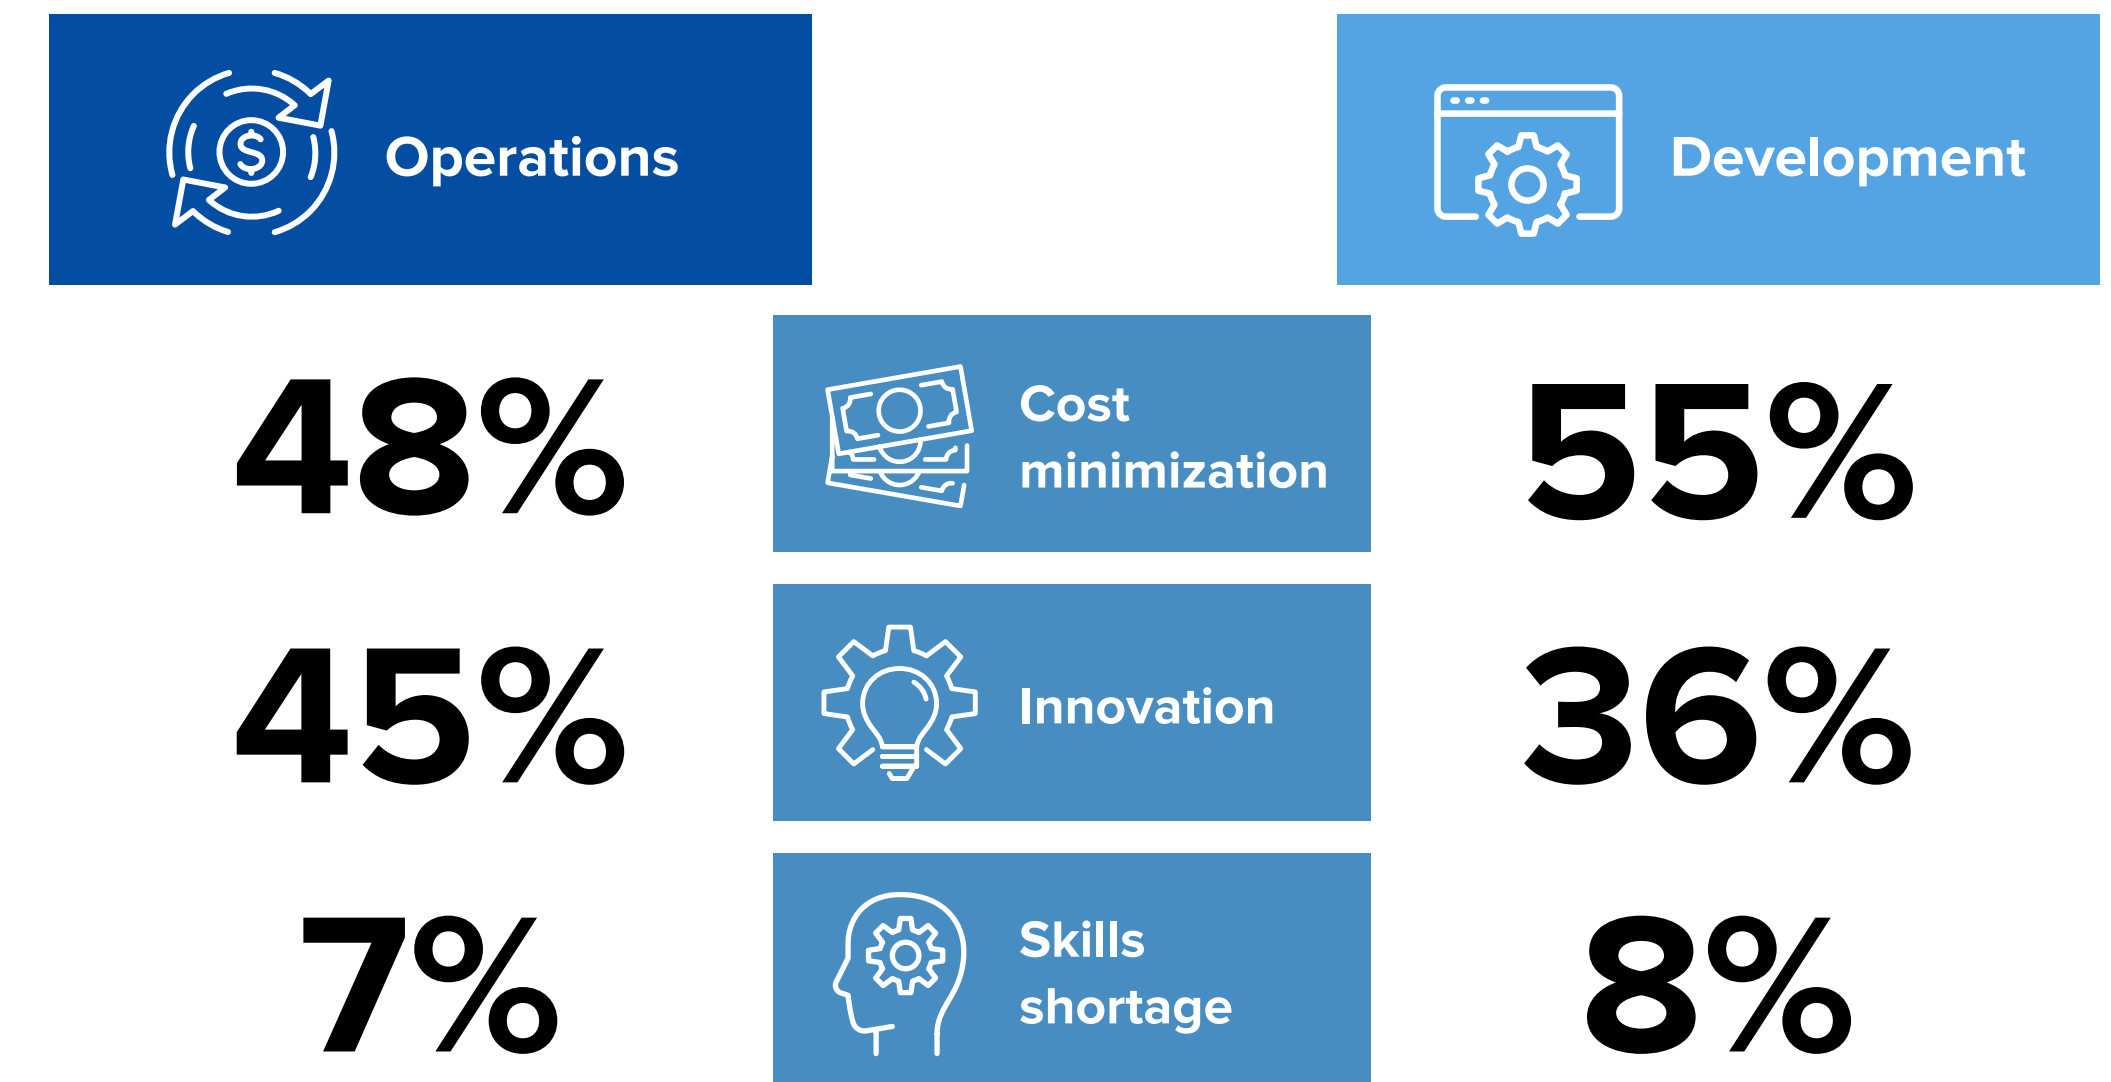 Operations
Development
48%
Cost
minimization
55%
45%
Innovation
36%
7%
Skills
shortage
8%